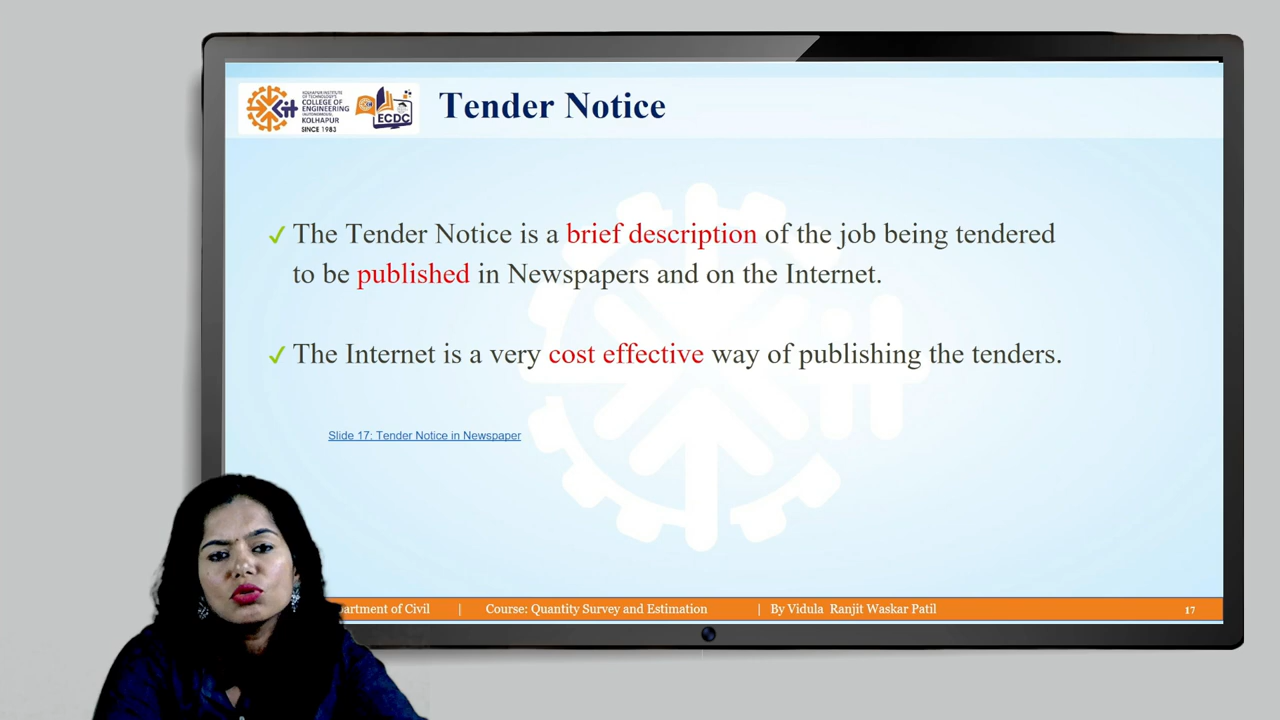 KOLHAPUR INSTITUTE
OF TECHNOLOGY'S
COLLEGE OF
ENGINEERING
(AUTONOMOUS),
KOLHAPUR
SINCE 1983
ECDC
Tender Notice
✓ The Tender Notice is a brief description of the job being tendered
to be published in Newspapers and on the Internet.
✓ The Internet is a very cost effective way of publishing the tenders.
Slide 17: Tender Notice in Newspaper
partment of Civil | Course: Quantity Survey and Estimation | By Vidula Ranjit Waskar Patil 17